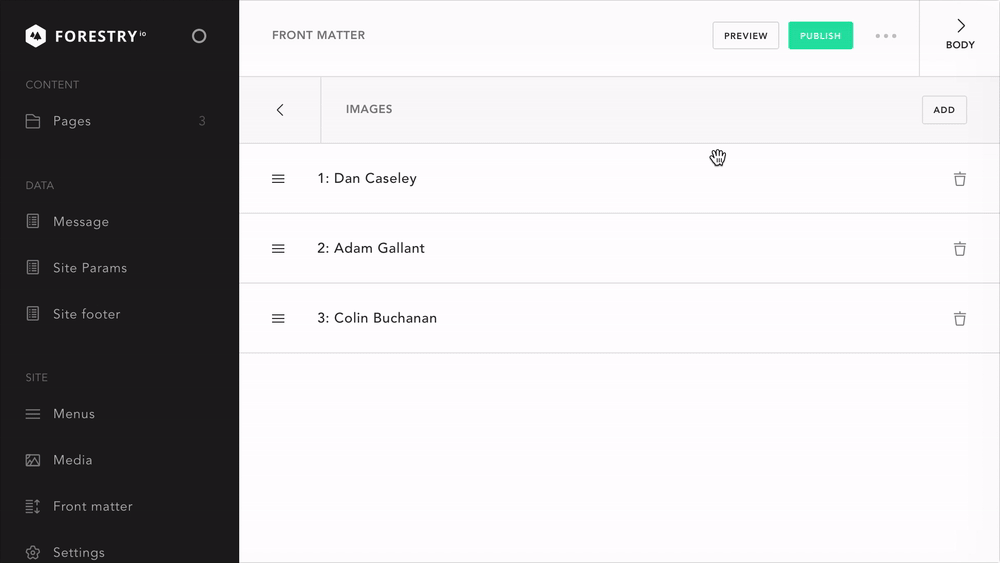 FORESTRY io
CONTENT
Pages 3
DATA
Message
Site Params
Site footer
SITE
Menus
Media
Front matter
Settings
FRONT MATTER
PREVIEW
PUBLISH
BODY
IMAGES
ADD
1: Dan Caseley
2: Adam Gallant
3: Colin Buchanan